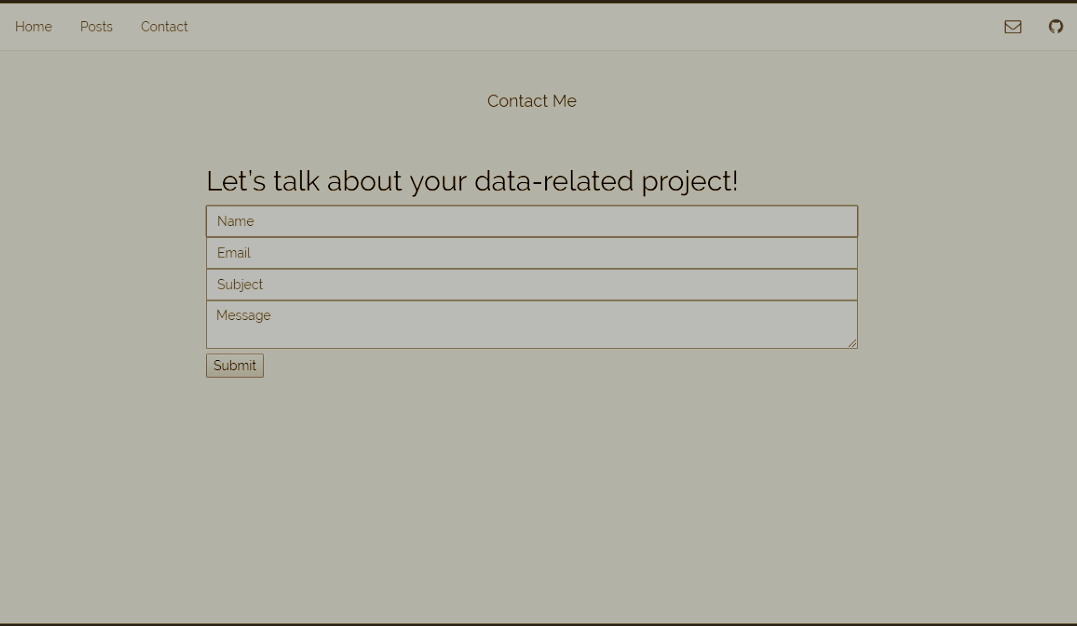 Home Posts Contact
Contact Me
Let's talk about your data-related project!
Name
Email
Subject
Message
Submit